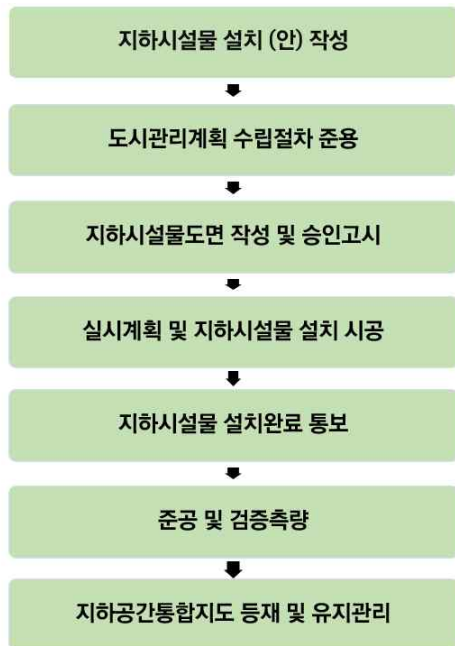 지하시설물 설치 (안) 작성
도시관리계획 수립절차 준용
지하시설물도면 작성 및 승인고시
실시계획 및 지하시설물 설치 시공
지하시설물 설치완료 통보
준공 및 검증측량
지하공간통합지도 등재 및 유지관리